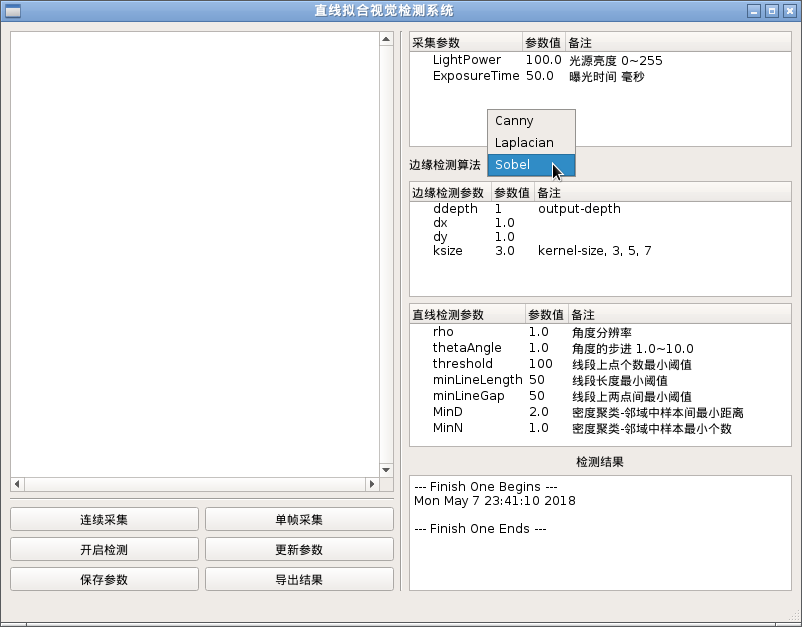 直线拟合视觉检测系统
采集参数 参数值 备注
LightPower 100.0 光源亮度 0~255
ExposureTime 50.0 曝光时间 毫秒
Canny
Laplacian
边缘检测算法 Sobel
边缘检测参数 参数值 备注
ddepth 1 output-depth
dx 1.0
dy 1.0
ksize 3.0 kernel-size, 3, 5, 7
直线检测参数 参数值 备注
rho 1.0 角度分辨率
thetaAngle 1.0 角度的步进 1.0~10.0
threshold 100 线段上点个数最小阈值
minLineLength 50 线段长度最小阈值
minLineGap 50 线段上两点间最小阈值
MinD 2.0 密度聚类-邻域中样本间最小距离
MinN 1.0 密度聚类-邻域中样本最小个数
检测结果
--- Finish One Begins ---
Mon May 7 23:41:10 2018
--- Finish One Ends ---
连续采集 单帧采集
开启检测 更新参数
保存参数 导出结果